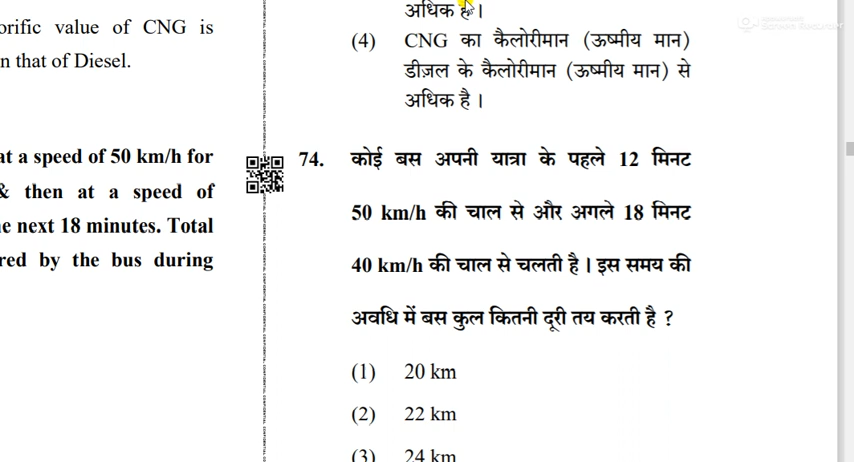 orific value of CNG is
n that of Diesel.
at a speed of 50 km/h for
& then at a speed of
e next 18 minutes. Total
red by the bus during
अधिक है।
(4) CNG का कैलोरीमान (ऊष्मीय मान)
डीज़ल के कैलोरीमान (ऊष्मीय मान) से
अधिक है ।
74. कोई बस अपनी यात्रा के पहले 12 मिनट
50 km/h की चाल से और अगले 18 मिनट
40 km/h की चाल से चलती है । इस समय की
अवधि में बस कुल कितनी दूरी तय करती है ?
(1) 20 km
(2) 22 km
(3) 24 km